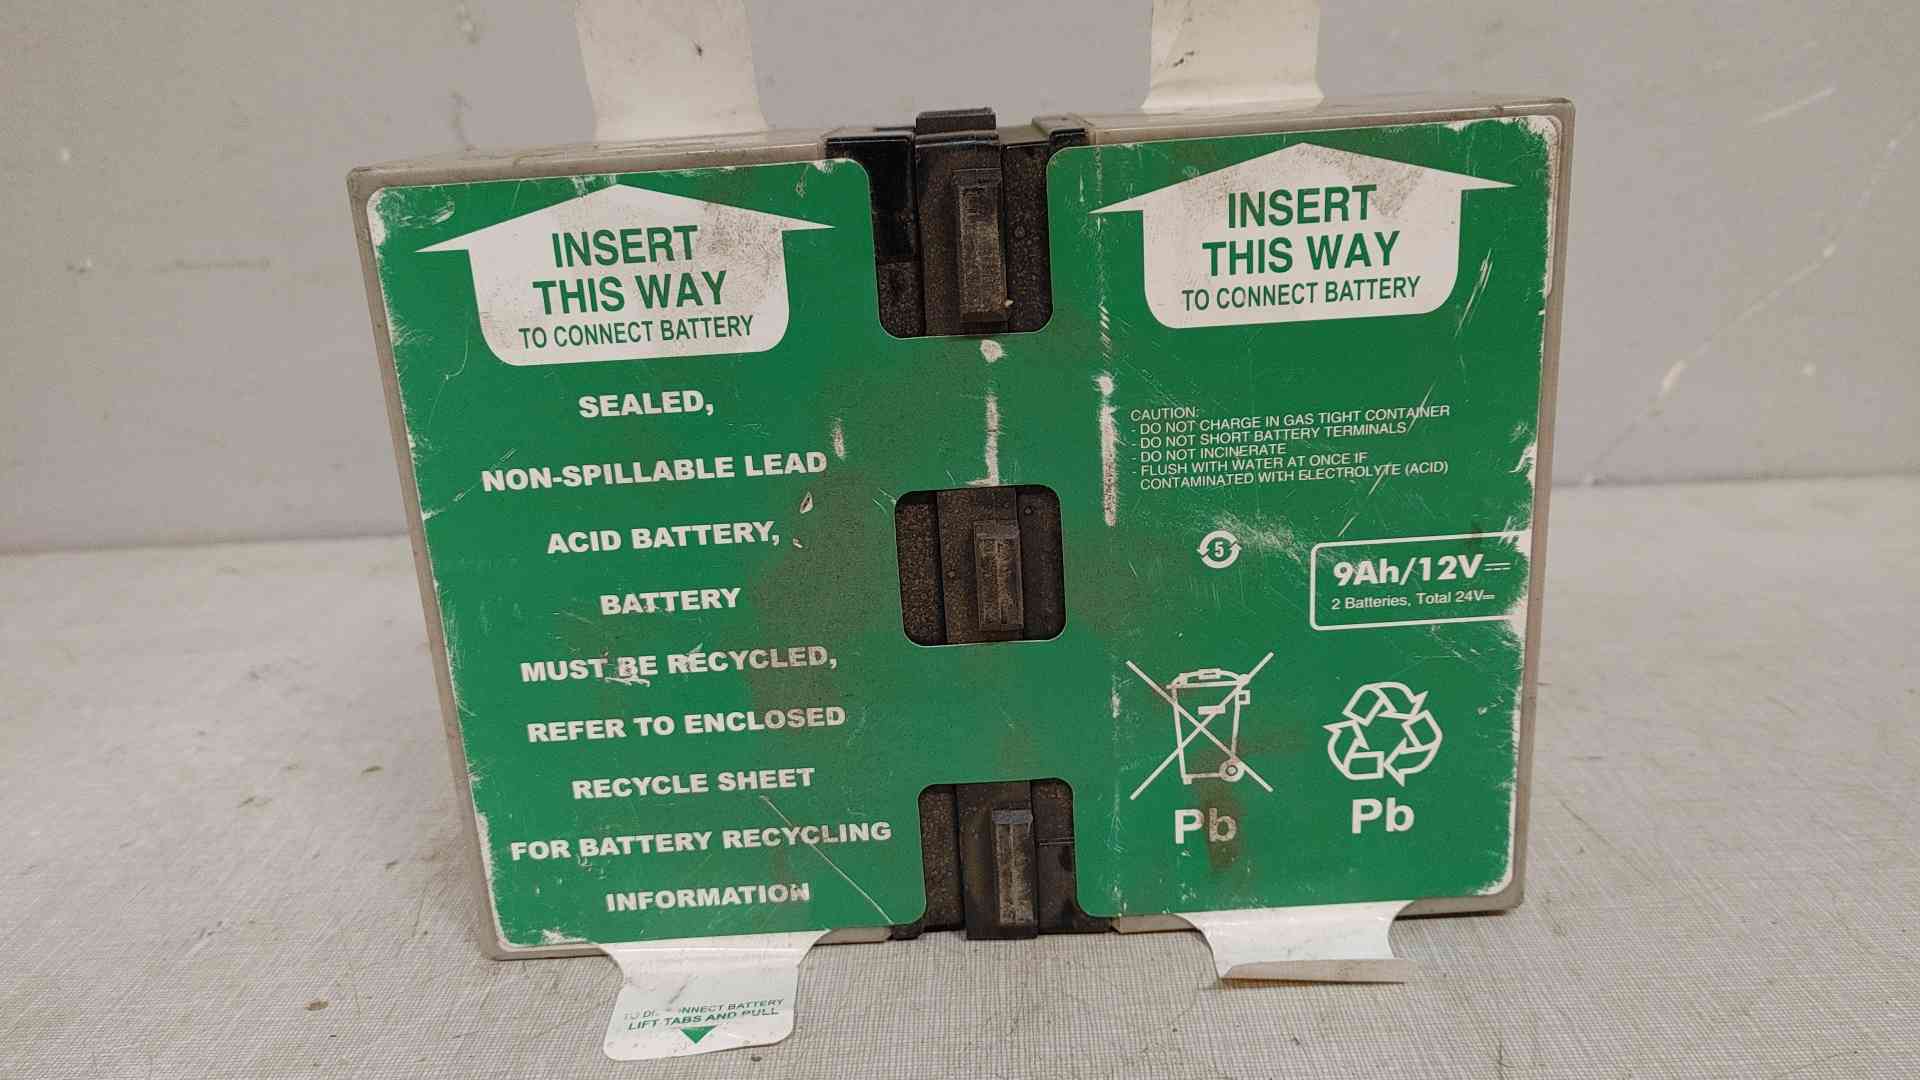 INSERT
THIS WAY
TO CONNECT BATTERY
SEALED,
NON-SPILLABLE LEAD
ACID BATTERY,
BATTERY
MUST BE RECYCLED,
REFER TO ENCLOSED
RECYCLE SHEET
FOR BATTERY RECYCLING
INFORMATION
INSERT
THIS WAY
TO CONNECT BATTERY
CAUTION:
- DO NOT CHARGE IN GAS TIGHT CONTAINER
- DO NOT SHORT BATTERY TERMINALS
- DO NOT INCINERATE
- FLUSH WITH WATER AT ONCE IF
CONTAMINATED WITH ELECTROLYTE (ACID)
5
9Ah/12V⎓
2 Batteries, Total 24V⎓
Pb
Pb
BATTERY
LIFT TABS AND PULL